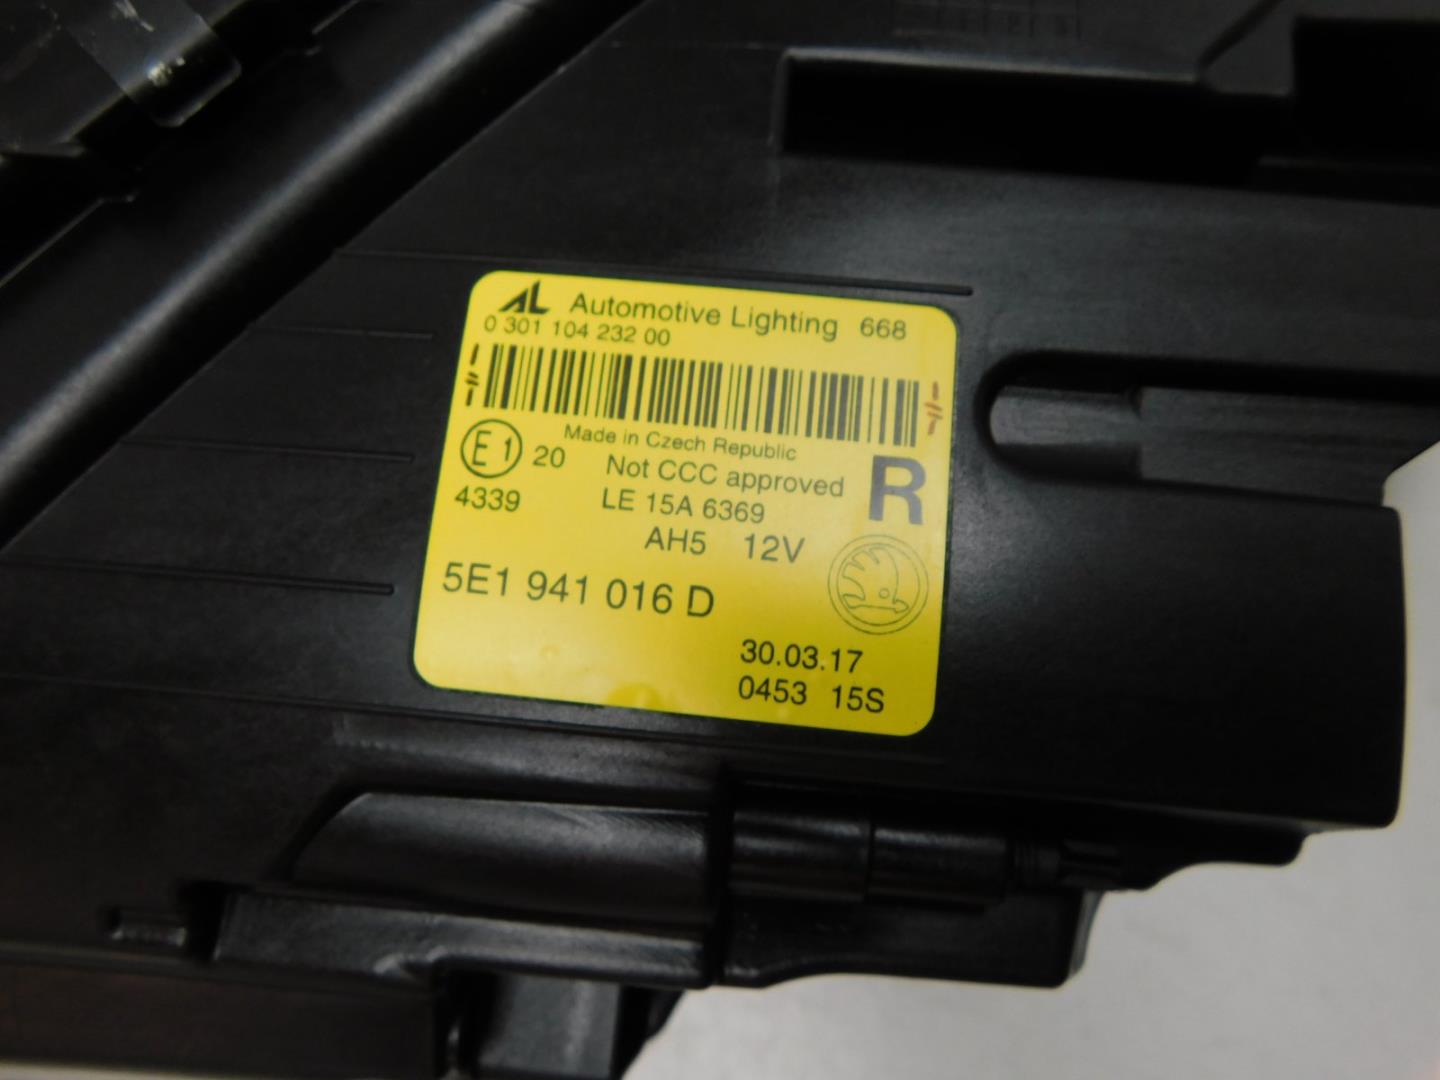 AL Automotive Lighting 668
0 301 104 232 00
Made in Czech Republic
E1 20 Not CCC approved R
4339 LE 15A 6369
AH5 12V
5E1 941 016 D
30.03.17
0453 15S